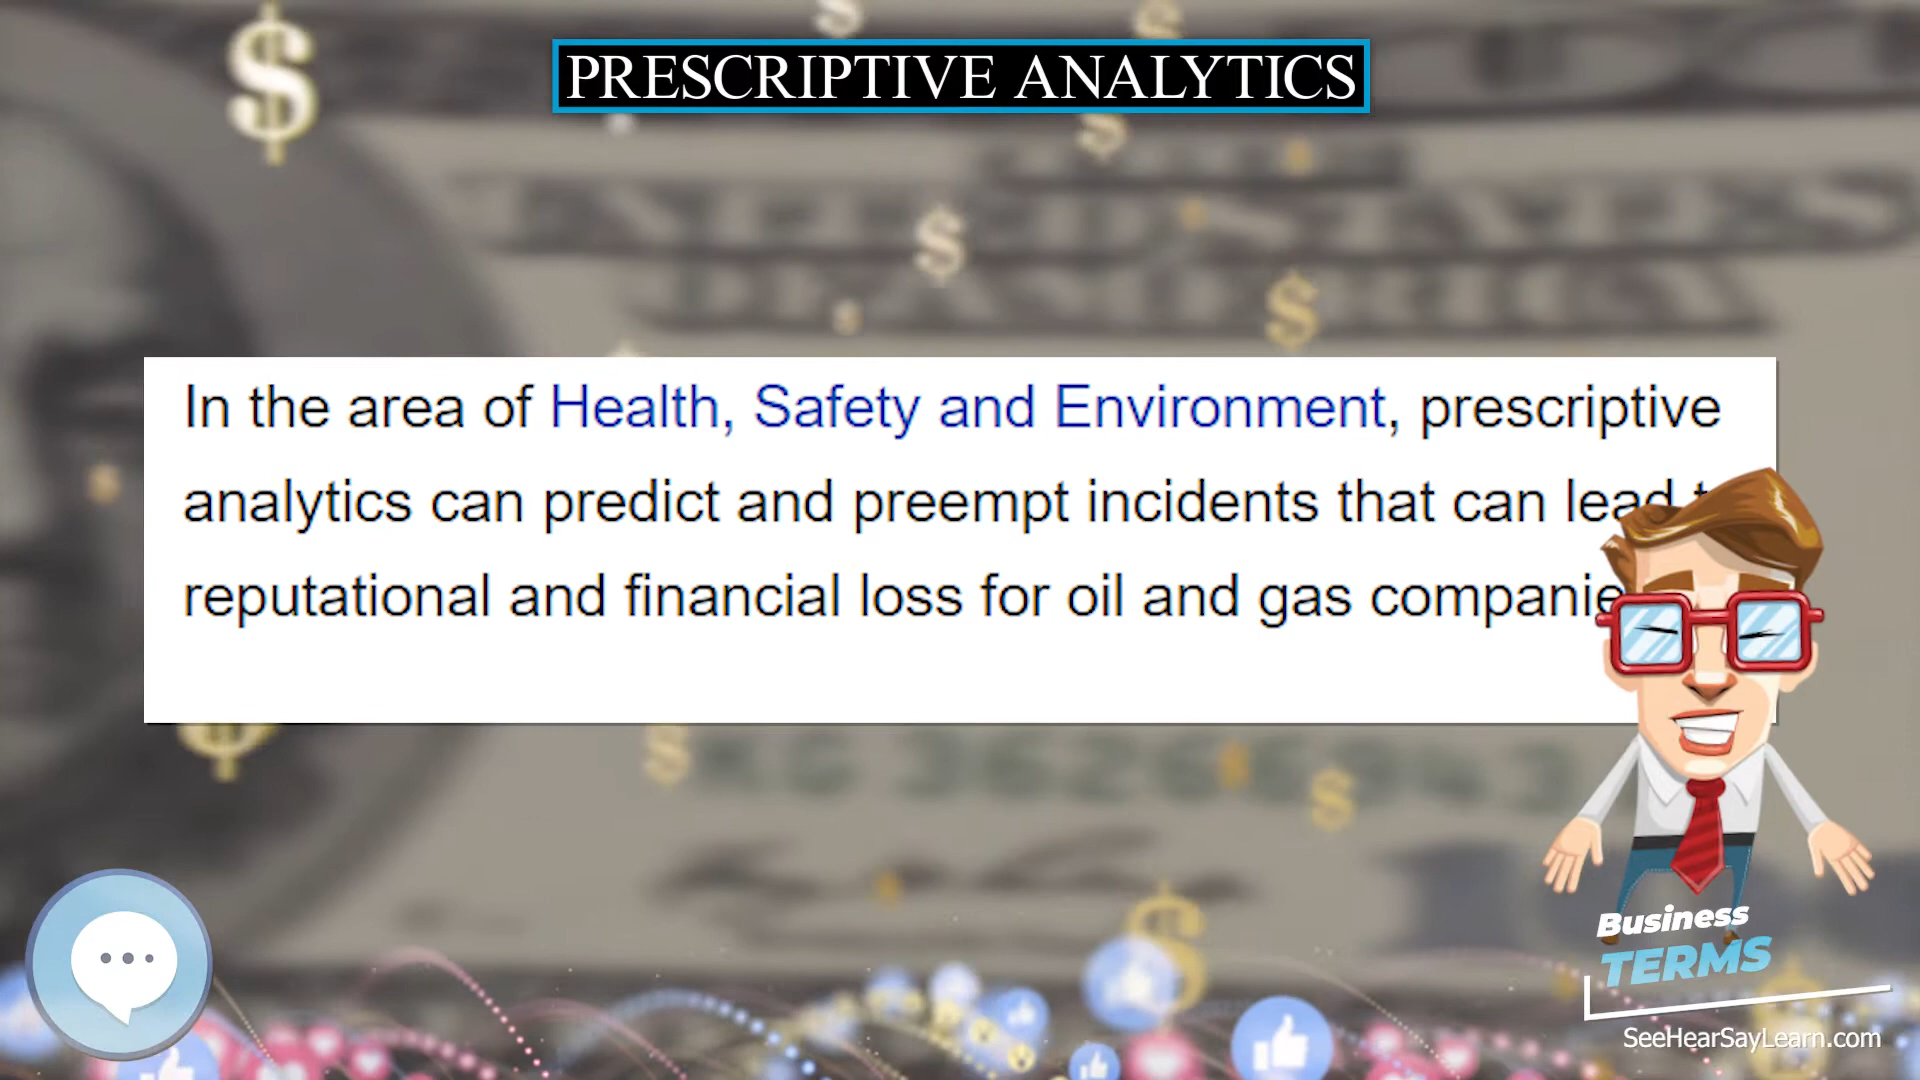 PRESCRIPTIVE ANALYTICS
In the area of Health, Safety and Environment, prescriptive
analytics can predict and preempt incidents that can lead
reputational and financial loss for oil and gas companie
Business
TERMS
SeeHearSayLearn.com